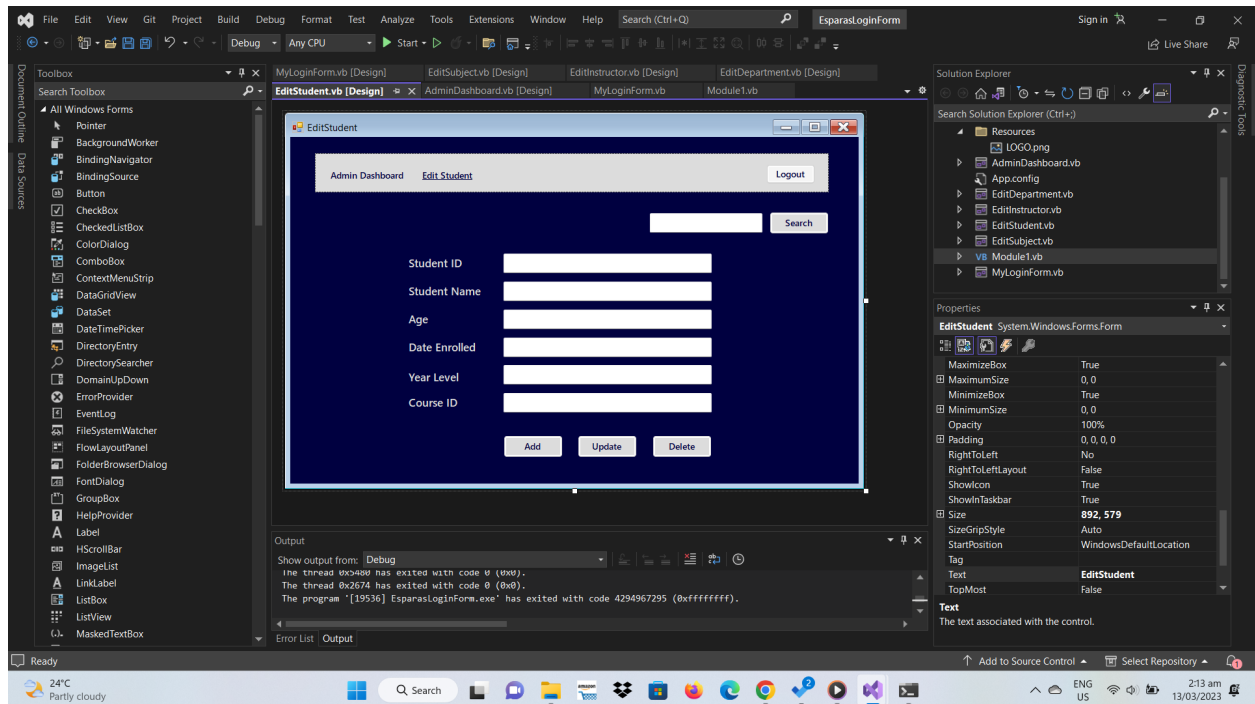 File Edit View Git Project Build Debug Format Test Analyze Tools Extensions Window Help Search (Ctrl+Q) EsparasLoginForm Sign in
Debug Any CPU Start Live Share
Document Outline
Data Sources
Toolbox
Search Toolbox
All Windows Forms
Pointer
BackgroundWorker
BindingNavigator
BindingSource
Button
CheckBox
CheckedListBox
ColorDialog
ComboBox
ContextMenuStrip
DataGridView
DataSet
DateTimePicker
DirectoryEntry
DirectorySearcher
DomainUpDown
ErrorProvider
EventLog
FileSystemWatcher
FlowLayoutPanel
FolderBrowserDialog
FontDialog
GroupBox
HelpProvider
Label
HScrollBar
ImageList
LinkLabel
ListBox
ListView
MaskedTextBox
MyLoginForm.vb [Design] EditSubject.vb [Design] EditInstructor.vb [Design] EditDepartment.vb [Design]
EditStudent.vb [Design] AdminDashboard.vb [Design] MyLoginForm.vb Module1.vb
EditStudent
Admin Dashboard Edit Student Logout
Search
Student ID
Student Name
Age
Date Enrolled
Year Level
Course ID
Add Update Delete
Output
Show output from: Debug
The thread 0x5480 has exited with code 0 (0x0).
The thread 0x2674 has exited with code 0 (0x0).
The program '[19536] EsparasLoginForm.exe' has exited with code 4294967295 (0xffffffff).
Error List Output
Solution Explorer
Search Solution Explorer (Ctrl+;)
Resources
LOGO.png
AdminDashboard.vb
App.config
EditDepartment.vb
EditInstructor.vb
EditStudent.vb
EditSubject.vb
VB Module1.vb
MyLoginForm.vb
Properties
EditStudent System.Windows.Forms.Form
MaximizeBox True
MaximumSize 0, 0
MinimizeBox True
MinimumSize 0, 0
Opacity 100%
Padding 0, 0, 0, 0
RightToLeft No
RightToLeftLayout False
ShowIcon True
ShowInTaskbar True
Size 892, 579
SizeGripStyle Auto
StartPosition WindowsDefaultLocation
Tag
Text EditStudent
TopMost False
Text
The text associated with the control.
Diagnostic Tools
Ready Add to Source Control Select Repository 1
24°C
Partly cloudy
Search
amazon
2
ENG
US
2:13 am
13/03/2023